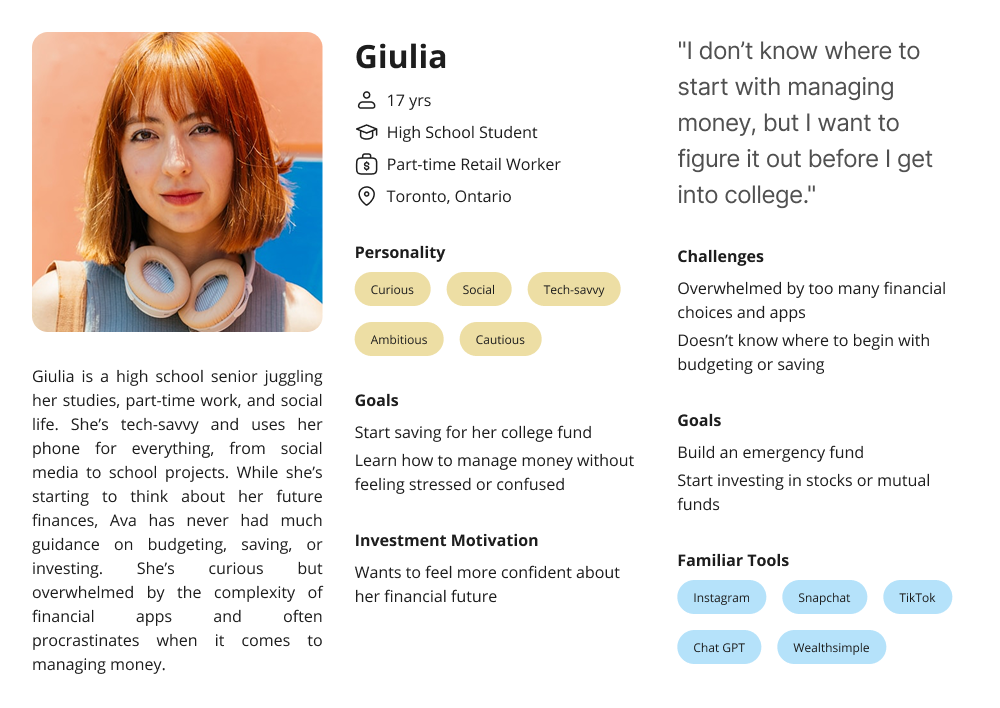 Giulia
17 yrs
High School Student
Part-time Retail Worker
Toronto, Ontario
Personality
Curious
Social
Tech-savvy
Ambitious
Cautious
Goals
Start saving for her college fund
Learn how to manage money without
feeling stressed or confused
Investment Motivation
Wants to feel more confident about
her financial future
Giulia is a high school senior juggling
her studies, part-time work, and social
life. She’s tech-savvy and uses her
phone for everything, from social
media to school projects. While she’s
starting to think about her future
finances, Ava has never had much
guidance on budgeting, saving, or
investing. She’s curious but
overwhelmed by the complexity of
financial apps and often
procrastinates when it comes to
managing money.
"I don’t know where to
start with managing
money, but I want to
figure it out before I get
into college."
Challenges
Overwhelmed by too many financial
choices and apps
Doesn’t know where to begin with
budgeting or saving
Goals
Build an emergency fund
Start investing in stocks or mutual
funds
Familiar Tools
Instagram
Snapchat
TikTok
Chat GPT
Wealthsimple